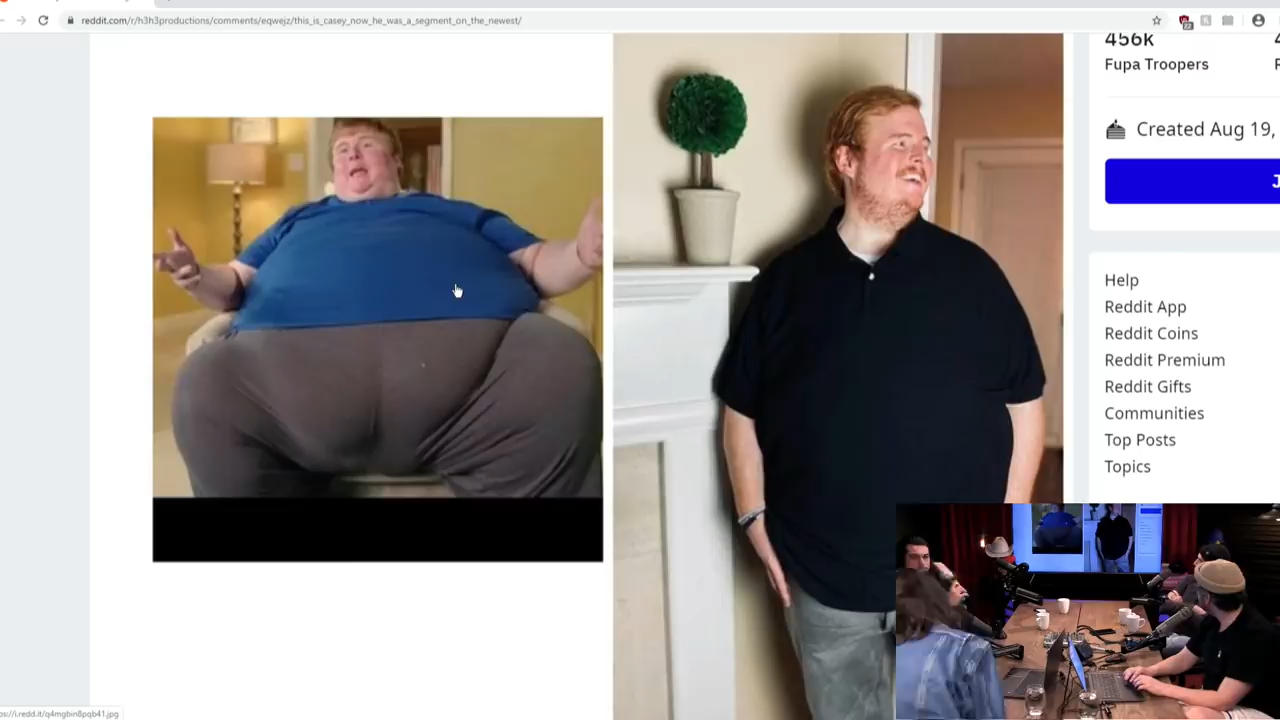 reddit.com/r/h3h3productions/comments/eqwejz/this_is_casey_now_he_was_a_segment_on_the_newest/
456k
Fupa Troopers
Created Aug 19,
Help
Reddit App
Reddit Coins
Reddit Premium
Reddit Gifts
Communities
Top Posts
Topics
ps://i.redd.it/q4mgbin8pqb41.jpg